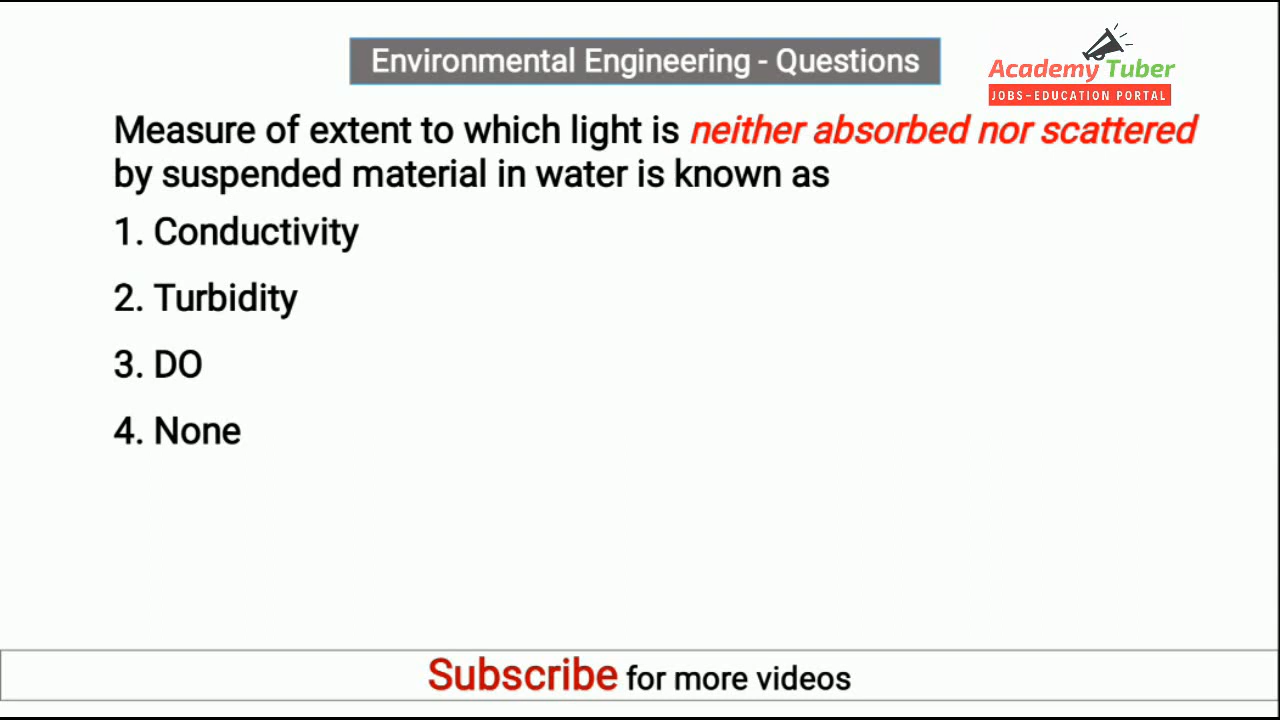 Environmental Engineering - Questions
Academy Tuber
JOBS-EDUCATION PORTAL
Measure of extent to which light is neither absorbed nor scattered
by suspended material in water is known as
1. Conductivity
2. Turbidity
3. DO
4. None
Subscribe for more videos